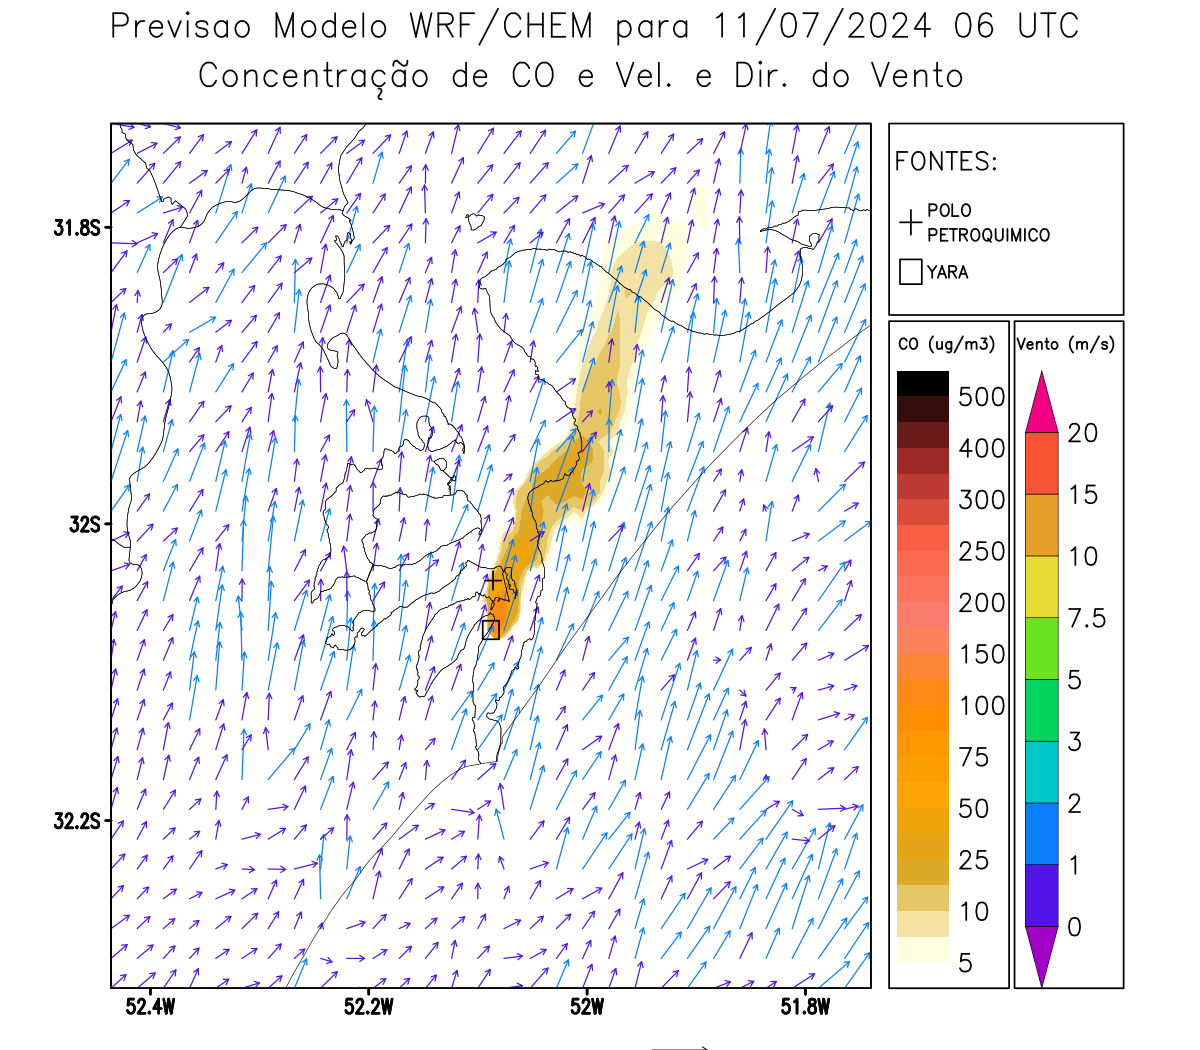 Previsao Modelo WRF/CHEM para 11/07/2024 06 UTC
Concentração de CO e Vel. e Dir. do Vento
FONTES:
POLO
PETROQUIMICO
YARA
31.8S
32S
32.2S
52.4W
52.2W
52W
51.8W
CO (ug/m3)
500
400
300
250
200
150
100
75
50
25
10
5
Vento (m/s)
20
15
10
7.5
5
3
2
1
0